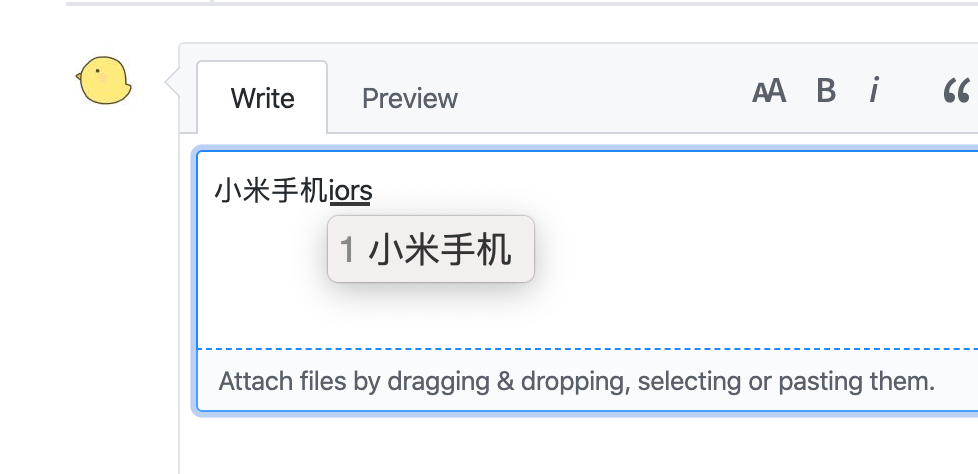 Write Preview AA B i “
小米手机iors
1 小米手机
Attach files by dragging & dropping, selecting or pasting them.